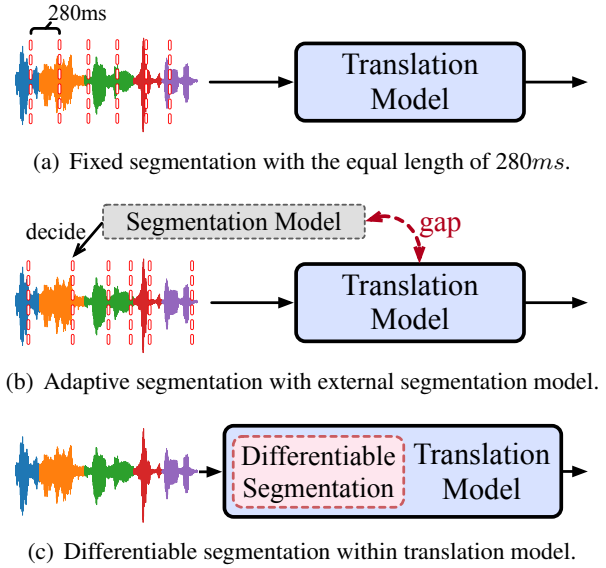 280ms
Translation
Model
(a) Fixed segmentation with the equal length of 280ms.
decide
Segmentation Model
gap
Translation
Model
(b) Adaptive segmentation with external segmentation model.
Differentiable
Segmentation
Translation
Model
(c) Differentiable segmentation within translation model.